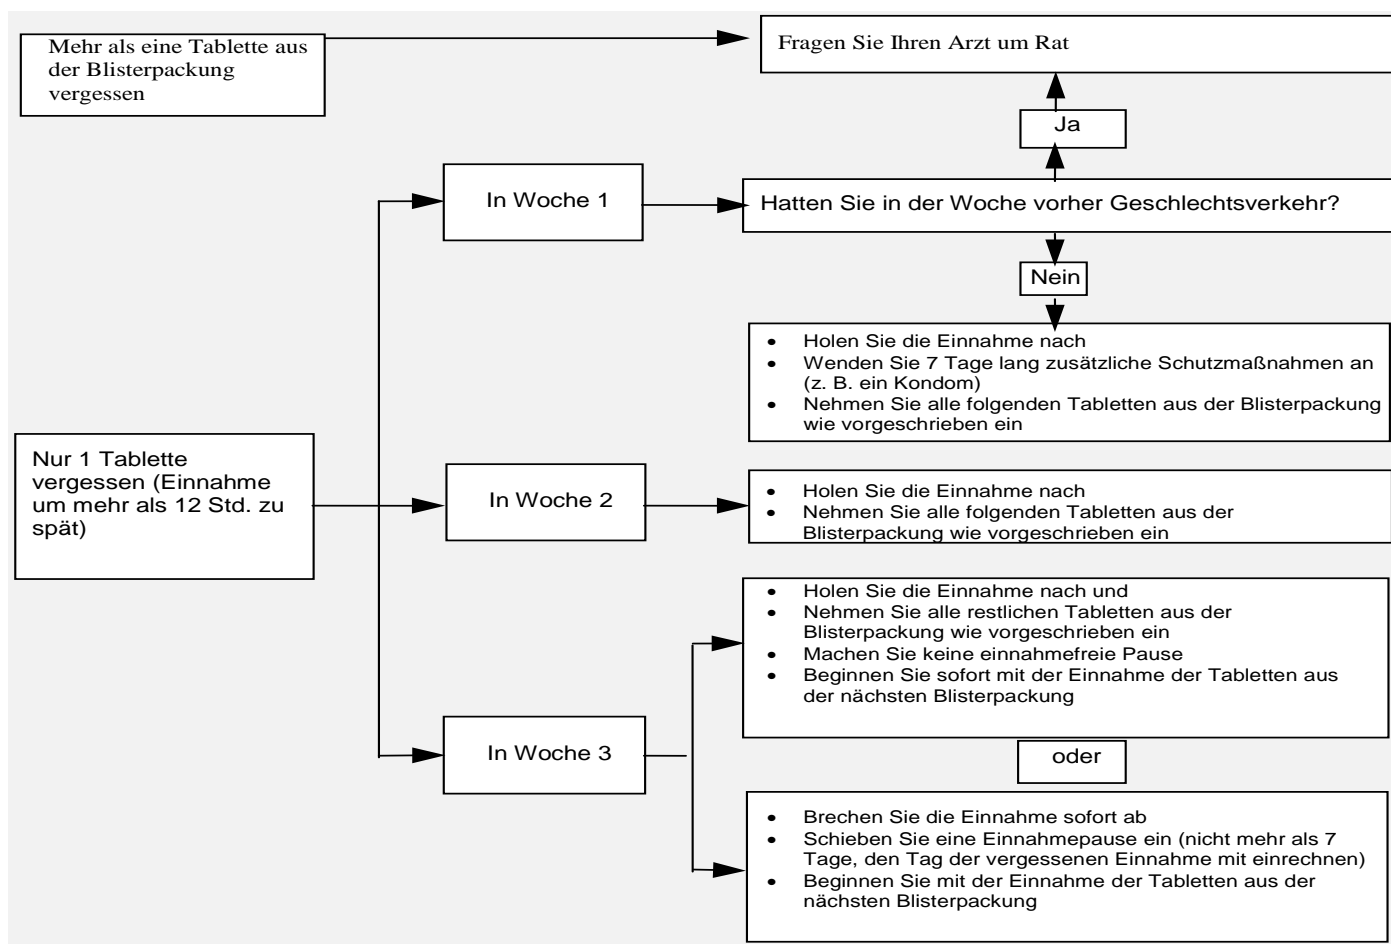 Mehr als eine Tablette aus
der Blisterpackung
vergessen
Fragen Sie Ihren Arzt um Rat
Ja
In Woche 1
Hatten Sie in der Woche vorher Geschlechtsverkehr?
Nein
• Holen Sie die Einnahme nach
• Wenden Sie 7 Tage lang zusätzliche Schutzmaßnahmen an
(z. B. ein Kondom)
• Nehmen Sie alle folgenden Tabletten aus der Blisterpackung
wie vorgeschrieben ein
Nur 1 Tablette
vergessen (Einnahme
um mehr als 12 Std. zu
spät)
In Woche 2
• Holen Sie die Einnahme nach
• Nehmen Sie alle folgenden Tabletten aus der
Blisterpackung wie vorgeschrieben ein
In Woche 3
• Holen Sie die Einnahme nach und
• Nehmen Sie alle restlichen Tabletten aus der
Blisterpackung wie vorgeschrieben ein
• Machen Sie keine einnahmefreie Pause
• Beginnen Sie sofort mit der Einnahme der Tabletten aus
der nächsten Blisterpackung
oder
• Brechen Sie die Einnahme sofort ab
• Schieben Sie eine Einnahmepause ein (nicht mehr als 7
Tage, den Tag der vergessenen Einnahme mit einrechnen)
• Beginnen Sie mit der Einnahme der Tabletten aus der
nächsten Blisterpackung